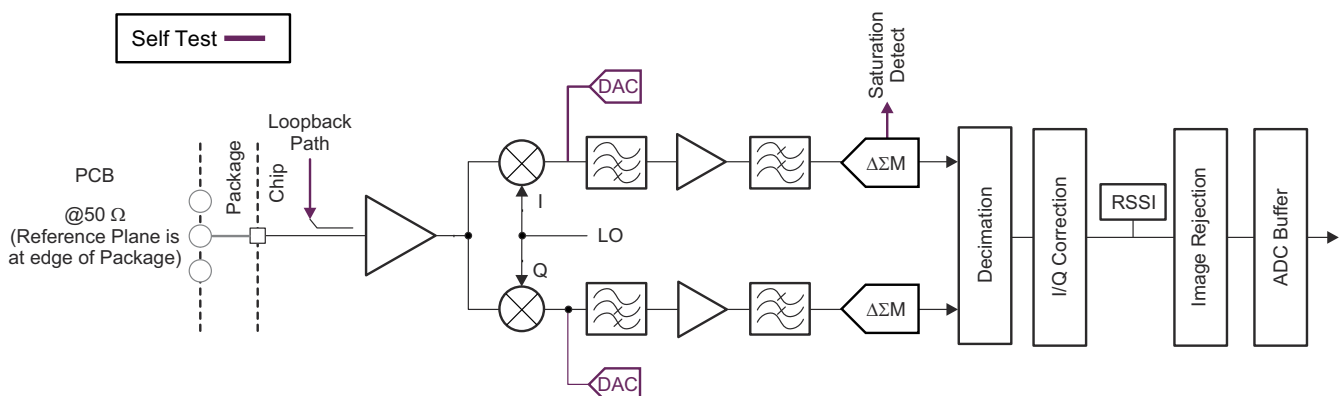 Self Test
DAC
Saturation
Detect
Loopback
Path
PCB
@50 Ω
(Reference Plane is
at edge of Package)
Package
Chip
I
LO
Q
ΔΣM
ΔΣM
DAC
Decimation
I/Q Correction
RSSI
Image Rejection
ADC Buffer